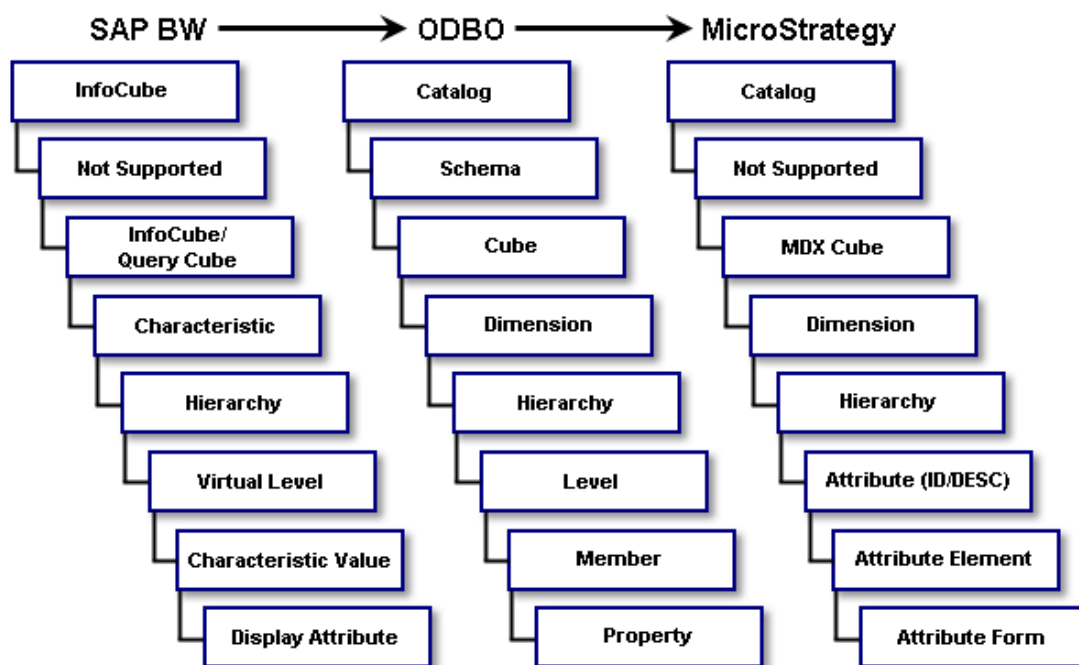 SAP BW
ODBO
MicroStrategy
InfoCube
Not Supported
InfoCube/
Query Cube
Characteristic
Hierarchy
Virtual Level
Characteristic Value
Display Attribute
Catalog
Schema
Cube
Dimension
Hierarchy
Level
Member
Property
Catalog
Not Supported
MDX Cube
Dimension
Hierarchy
Attribute (ID/DESC)
Attribute Element
Attribute Form